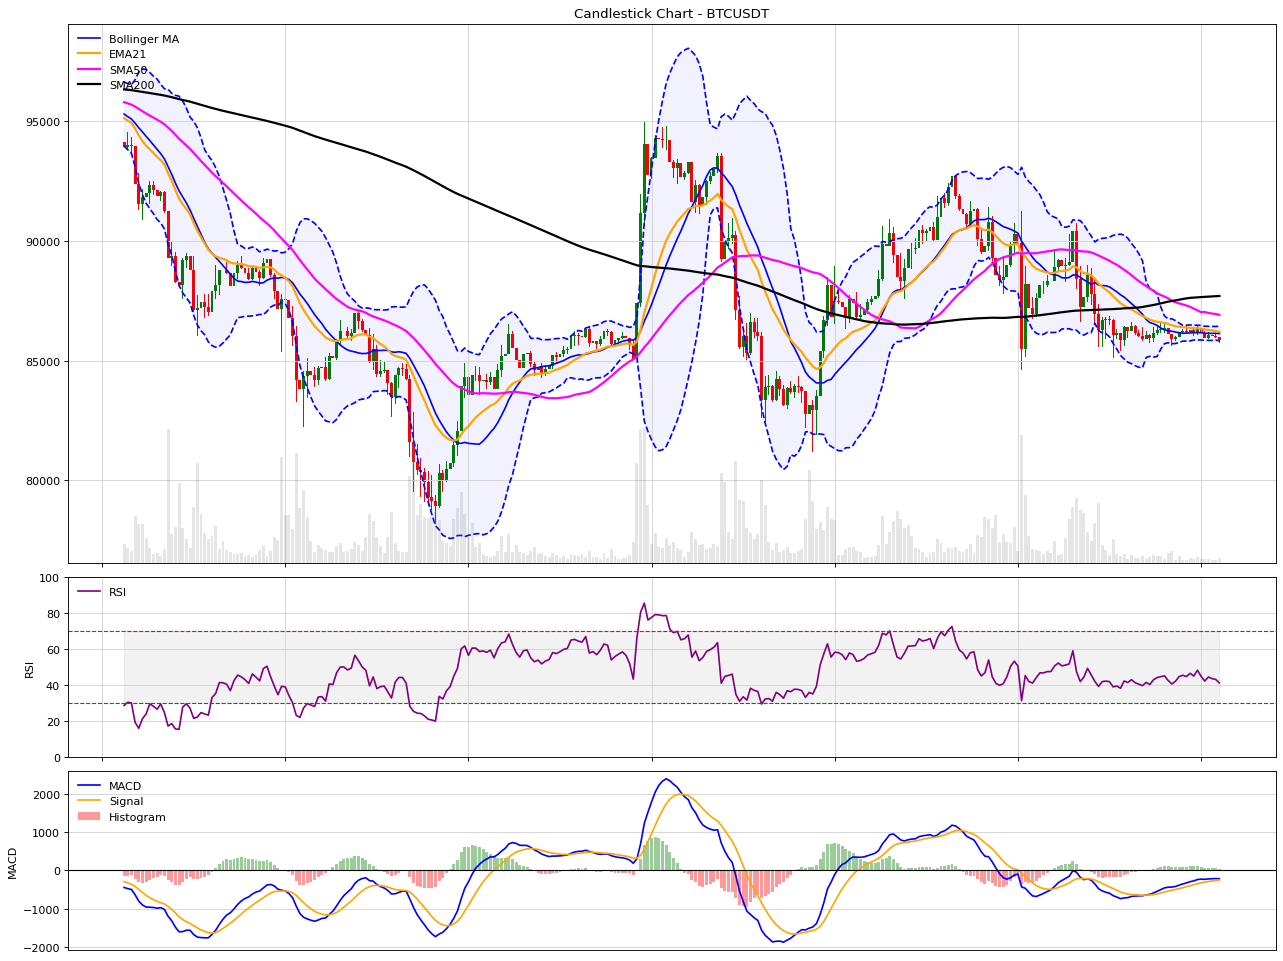 Candlestick Chart - BTCUSDT
Bollinger MA
EMA21
SMA50
SMA200
95000
90000
85000
80000
RSI
100
80
60
40
20
0
RSI
MACD
Signal
Histogram
2000
1000
0
−1000
−2000
MACD